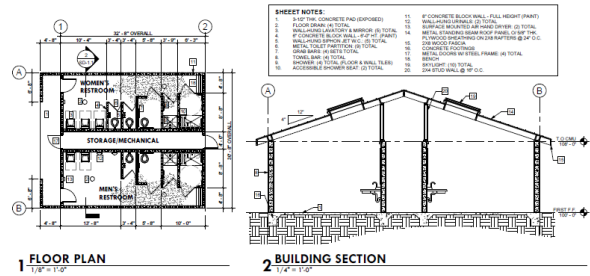 SHEEET NOTES:
1. 3-1/2" THK. CONCRETE PAD (EXPOSED)
2. FLOOR DRAIN; (4) TOTAL
3. WALL-HUNG LAVATORY & MIRROR; (8) TOTAL
4. 8" CONCRETE BLOCK WALL - 6'-0" HT. (PAINT)
5. WALL-HUNG SIPHON JET W.C.; (5) TOTAL
6. METAL TOILET PARTITION; (9) TOTAL
7. GRAB BARS; (4) SETS TOTAL
8. TOWEL BAR; (4) TOTAL
9. SHOWER; (4) TOTAL (FLOOR & WALL TILES)
10. ACCESSIBLE SHOWER SEAT; (2) TOTAL
11. 8" CONCRETE BLOCK WALL - FULL HEIGHT (PAINT)
12. WALL-HUNG URINALS; (3) TOTAL
13. SURFACE MOUNTED AIR HAND DRYER; (2) TOTAL
14. METAL STANDING SEAM ROOF PANEL O/ 5/8" THK.
PLYWOOD SHEATHING ON 2X8 RAFTERS @ 24" O.C.
15. 2X8 WOOD FASCIA
16. CONCRETE FOOTINGS
17. METAL DOORS W/ STEEL FRAME; (4) TOTAL
18. BENCH
19. SKYLIGHT; (10) TOTAL
20. 2X4 STUD WALL @ 16" O.C.
1
2
32' - 8" OVERALL
A
B
WOMEN'S
RESTROOM
STORAGE/MECHANICAL
MEN'S
RESTROOM
1 FLOOR PLAN
1/8" = 1'-0"
A
B
12"
T.O. CMU
108' - 0"
FIRST F.F.
100' - 0"
2 BUILDING SECTION
1/4" = 1'-0"